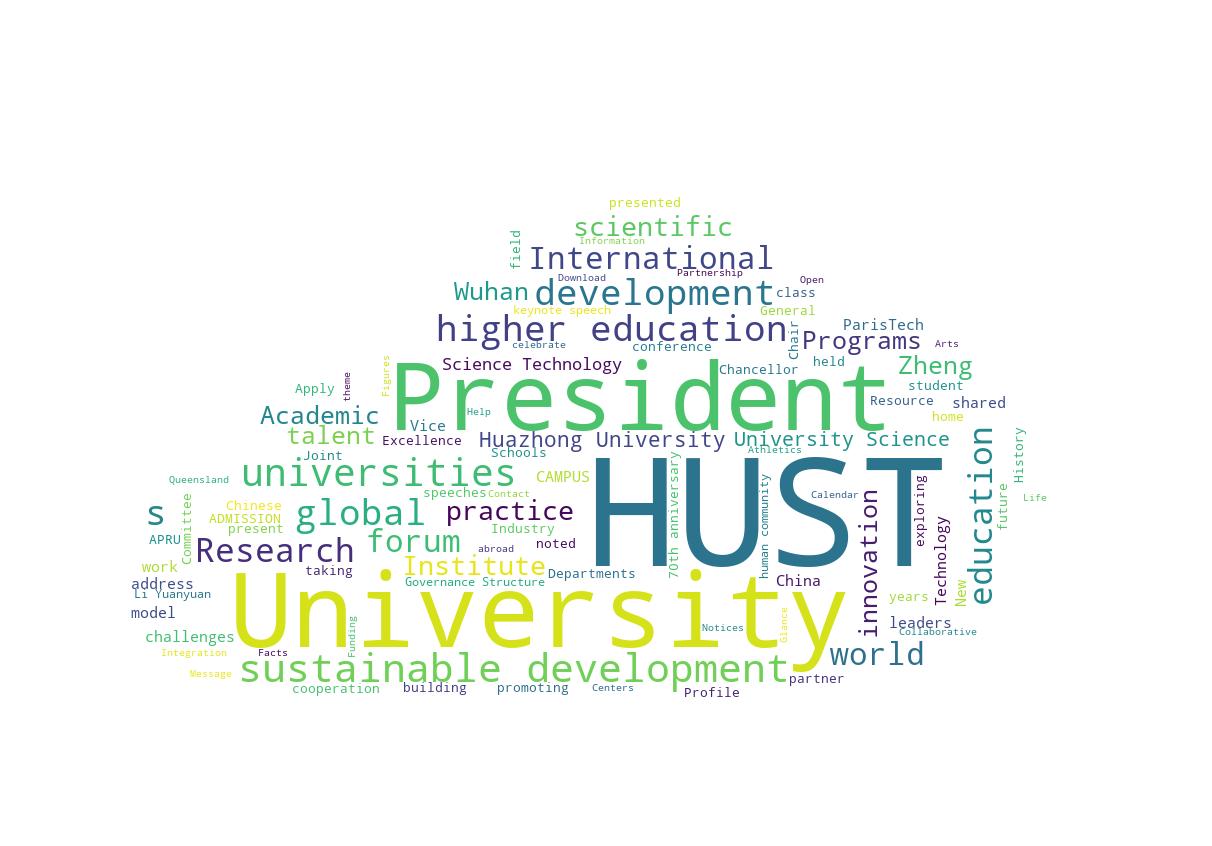 presented
scientific
Information
field
International
Download
Partnership
Open
Wuhan
development
class
keynote speech
General
higher education
Chair
ParisTech
Programs
Arts
celebrate
conference
Science Technology
held
Zheng
Chancellor
theme
Figures
President
Apply
student
Resource
shared
Help
Academic
home
Vice
talent
Excellence
Huazhong University
University Science
Athletics
Joint
Schools
History
universities
Queensland
CAMPUS
70th anniversary
HUST
human community
education
speeches
Contact
Calendar
Life
future
s
Committee
Chinese
ADMISSION
present
global
practice
innovation
exploring
Industry
APRU
forum
noted
Research
abroad
Technology
work
taking
Institute
Departments
address
Governance Structure
China
Li Yuanyuan
University
New
years
model
leaders
challenges
Funding
Notices
Glance
Collaborative
Integration
Facts
world
Message
sustainable development
partner
cooperation
building
promoting
Centers
Profile